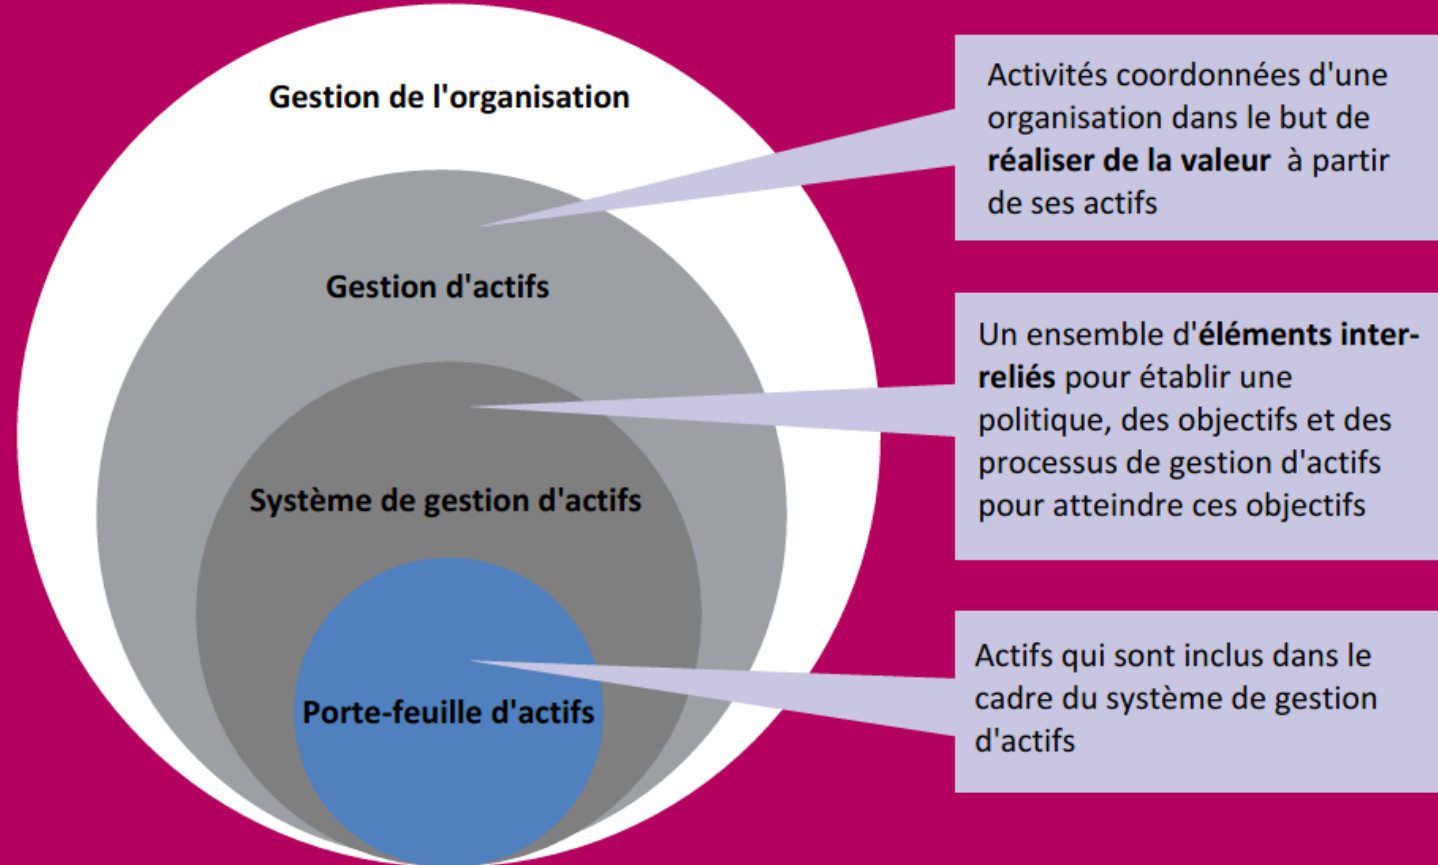 Gestion de l'organisation
Gestion d'actifs
Système de gestion d'actifs
Porte-feuille d'actifs
Activités coordonnées d'une
organisation dans le but de
réaliser de la valeur à partir
de ses actifs
Un ensemble d'éléments inter-
reliés pour établir une
politique, des objectifs et des
processus de gestion d'actifs
pour atteindre ces objectifs
Actifs qui sont inclus dans le
cadre du système de gestion
d'actifs